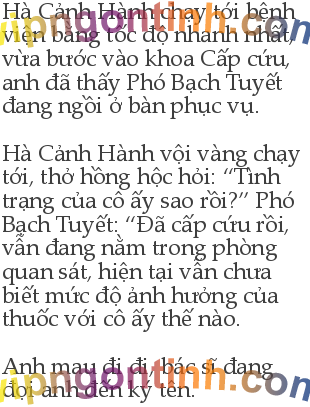 Hà Cảnh Hành chạy tới bệnh
viện bằng tốc độ nhanh nhất,
vừa bước vào khoa Cấp cứu,
anh đã thấy Phó Bạch Tuyết
đang ngồi ở bàn phục vụ.
Hà Cảnh Hành vội vàng chạy
tới, thở hồng hộc hỏi: “Tình
trạng của cô ấy sao rồi?” Phó
Bạch Tuyết: “Đã cấp cứu rồi,
vẫn đang nằm trong phòng
quan sát, hiện tại vẫn chưa
biết mức độ ảnh hưởng của
thuốc với cô ấy thế nào.
Anh mau đi đi, bác sĩ đang
đợi anh đến ký tên.
vipngontinh.com
vipngontinh.com